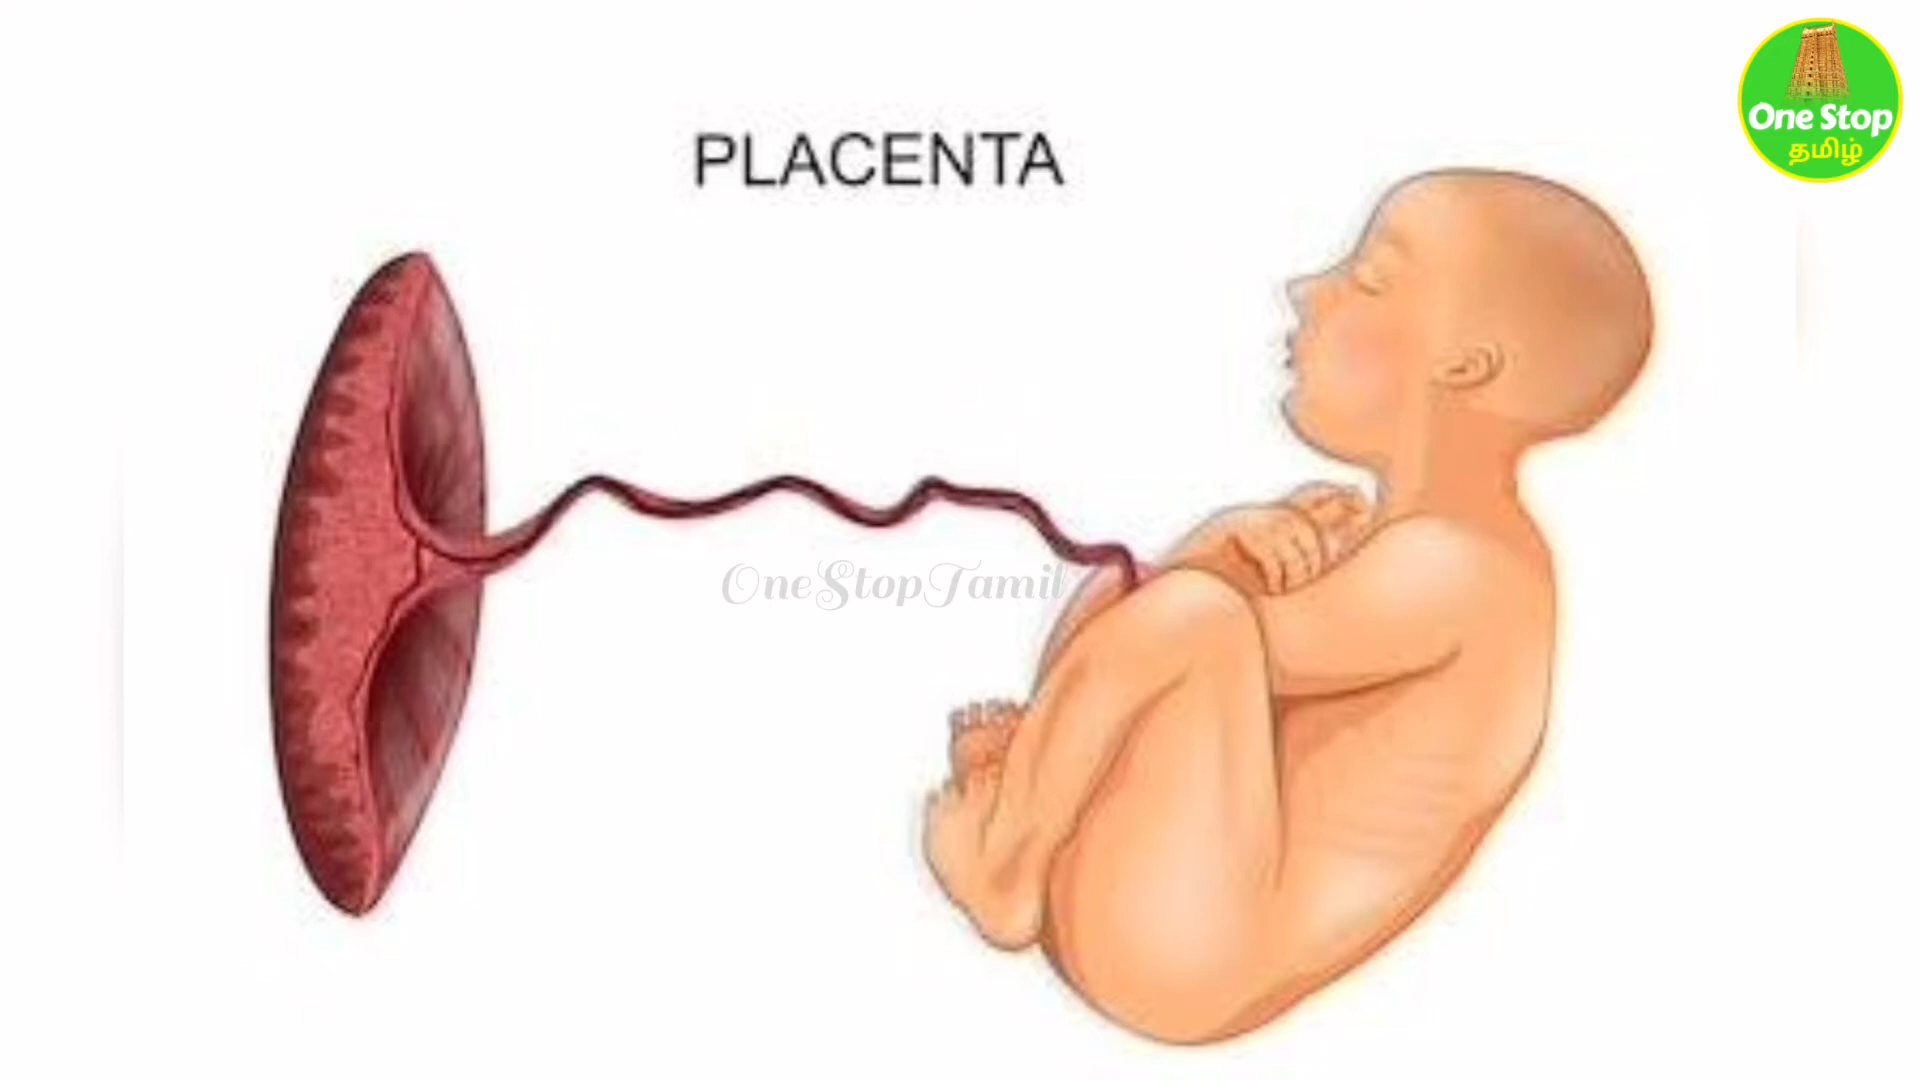 PLACENTA
One Stop
தமிழ்
OneStopTamil